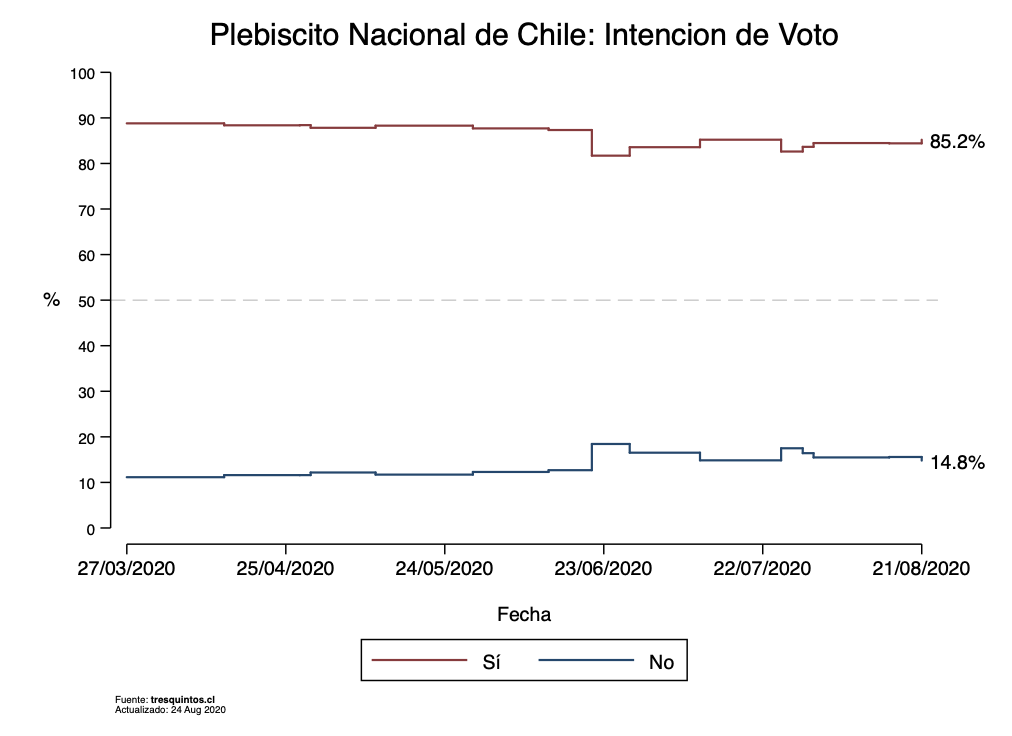 Plebiscito Nacional de Chile: Intencion de Voto
100
90
85.2%
80
70
60
% 50
40
30
20
14.8%
10
0
27/03/2020 25/04/2020 24/05/2020 23/06/2020 22/07/2020 21/08/2020
Fecha
Sí No
Fuente: tresquintos.cl
Actualizado: 24 Aug 2020